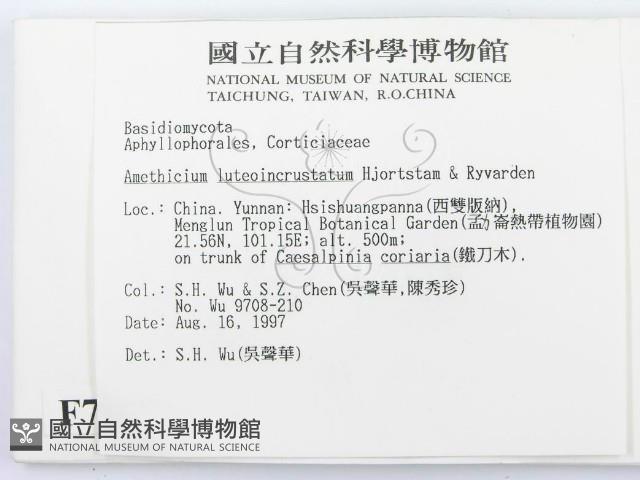 國立自然科學博物館
NATIONAL MUSEUM OF NATURAL SCIENCE
TAICHUNG, TAIWAN, R.O.CHINA
Basidiomycota
Aphyllophorales, Corticiaceae
Amethicium luteoincrustatum Hjortstam & Ryvarden
Loc.: China. Yunnan: Hsishuangpanna(西雙版納),
Menglun Tropical Botanical Garden(孟力崙熱帶植物園)
21.56N, 101.15E; alt. 500m;
on trunk of Caesalpinia coriaria(鐵刀木).
Col.: S.H. Wu & S.Z. Chen(吳聲華,陳秀珍)
No. Wu 9708-210
Date: Aug. 16, 1997
Det.: S.H. Wu(吳聲華)
F7
國立自然科學博物館
NATIONAL MUSEUM OF NATURAL SCIENCE